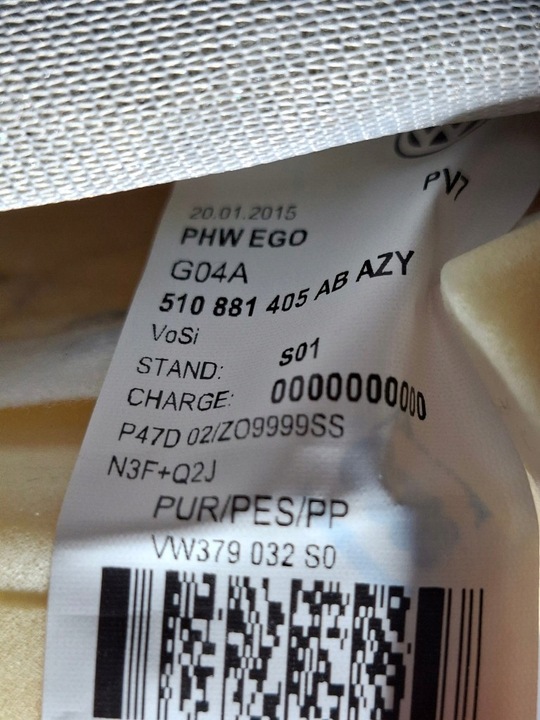 PV7
20.01.2015
PHW EGO
G04A
510 881 405 AB AZY
VoSi
STAND: S01
CHARGE: 0000000000
P47D 02/ZO9999SS
N3F+Q2J
PUR/PES/PP
VW379 032 S0